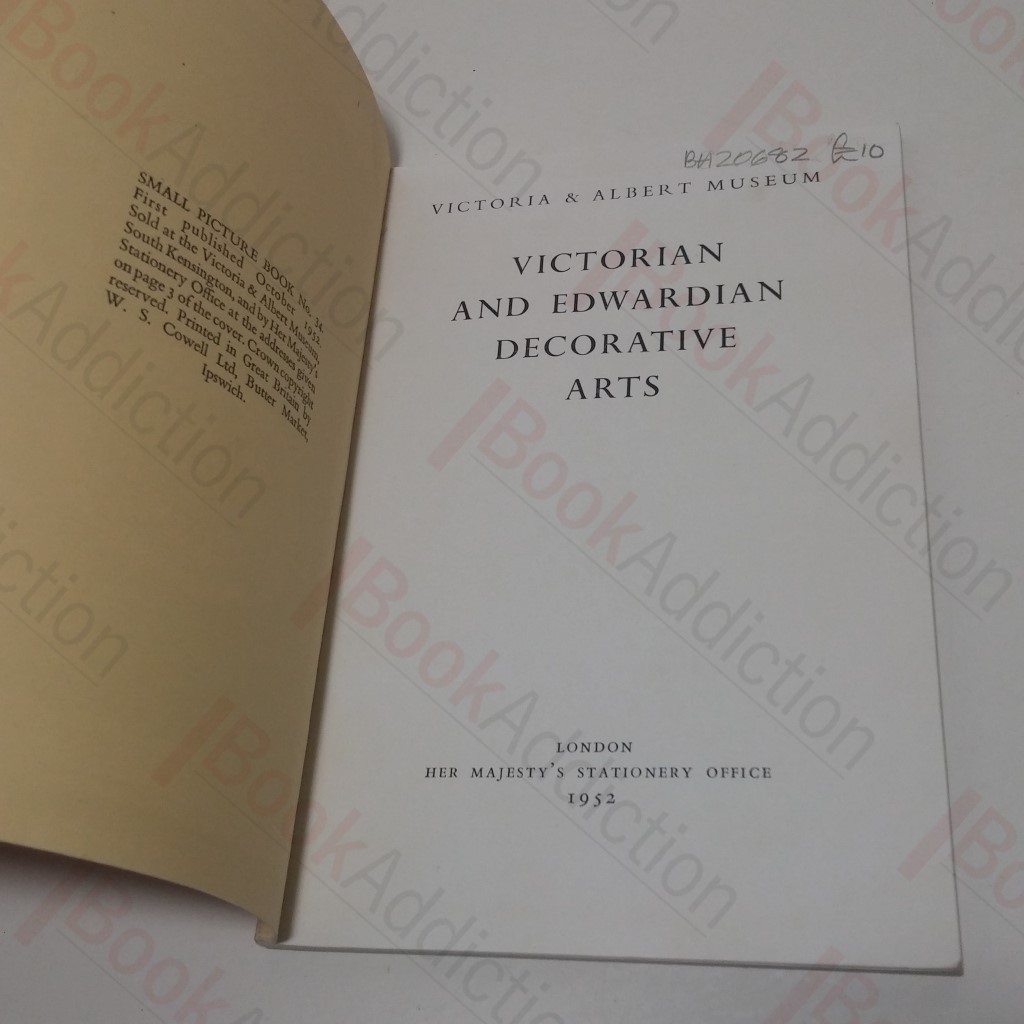 SMALL PICTURE BOOK No. 34.
First published October 1952.
Sold at the Victoria & Albert Museum,
South Kensington, and by Her Majesty's
Stationery Office at the addresses given
on page 3 of the cover. Crown copyright
reserved. Printed in Great Britain by
W. S. Cowell Ltd, Butter Market,
Ipswich.
BA20682 £10
VICTORIA & ALBERT MUSEUM
VICTORIAN
AND EDWARDIAN
DECORATIVE
ARTS
LONDON
HER MAJESTY'S STATIONERY OFFICE
1952
BookAddiction